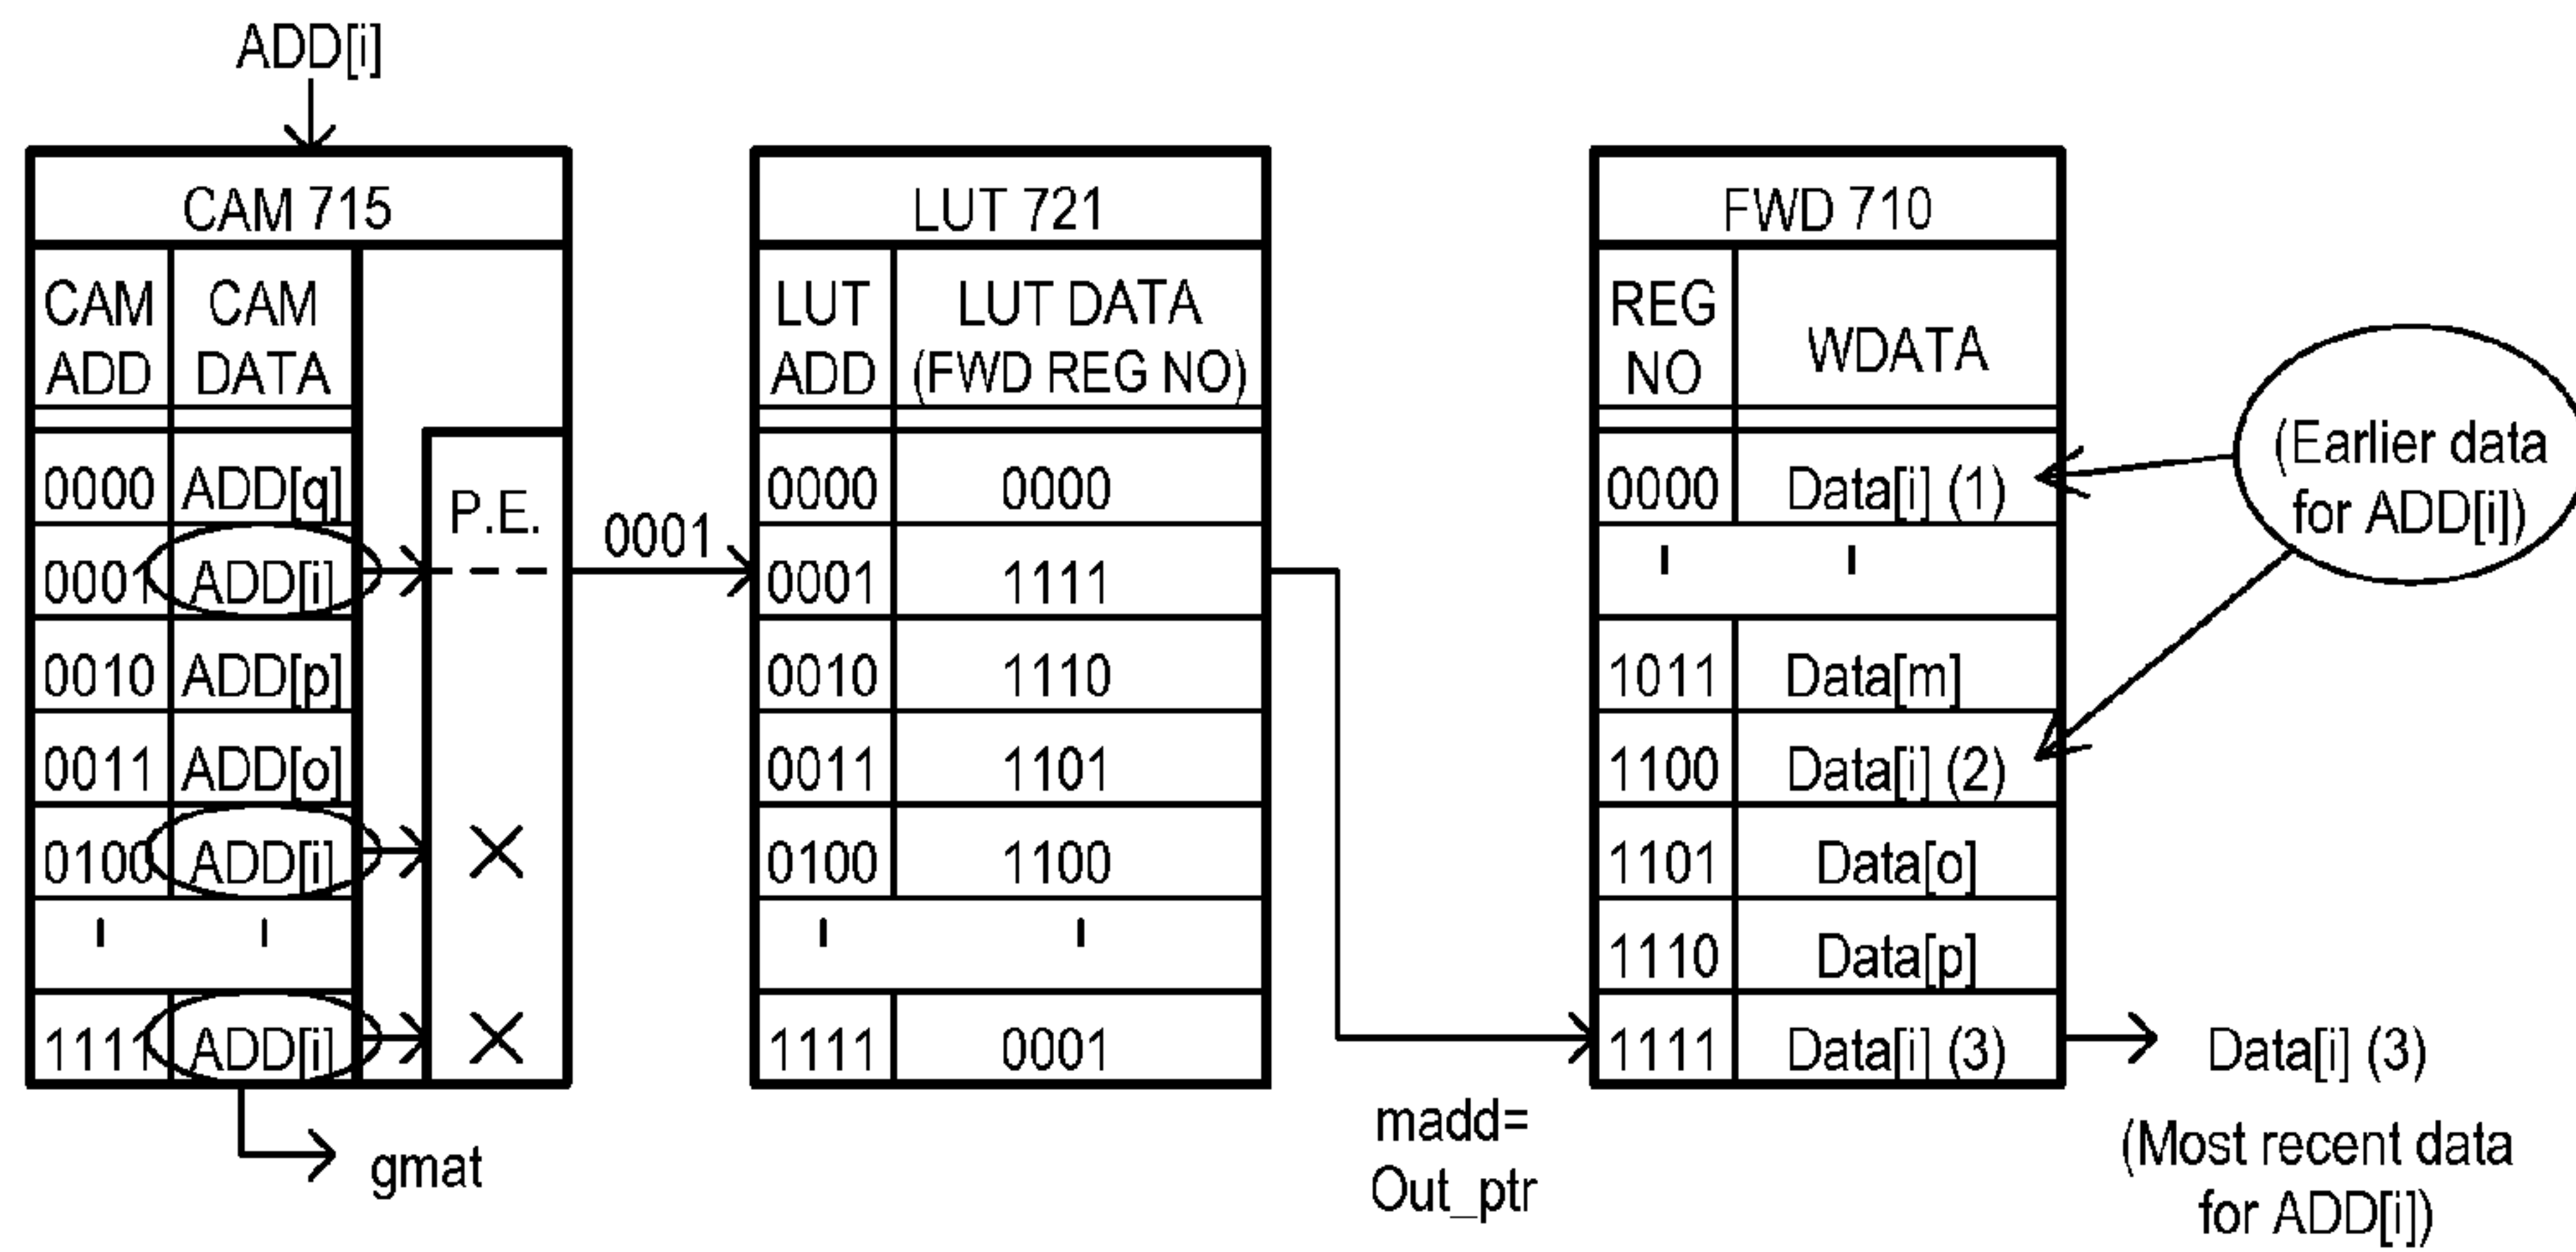 ADD[i]
CAM 715
CAM ADD
CAM DATA
0000 ADD[q]
0001 ADD[i]
0010 ADD[p]
0011 ADD[o]
0100 ADD[i]
1111 ADD[i]
P.E.
gmat
0001
LUT 721
LUT ADD
LUT DATA
(FWD REG NO)
0000 0000
0001 1111
0010 1110
0011 1101
0100 1100
1111 0001
madd=
Out_ptr
FWD 710
REG NO
WDATA
0000 Data[i] (1)
1011 Data[m]
1100 Data[i] (2)
1101 Data[o]
1110 Data[p]
1111 Data[i] (3)
(Earlier data
for ADD[i])
Data[i] (3)
(Most recent data
for ADD[i])